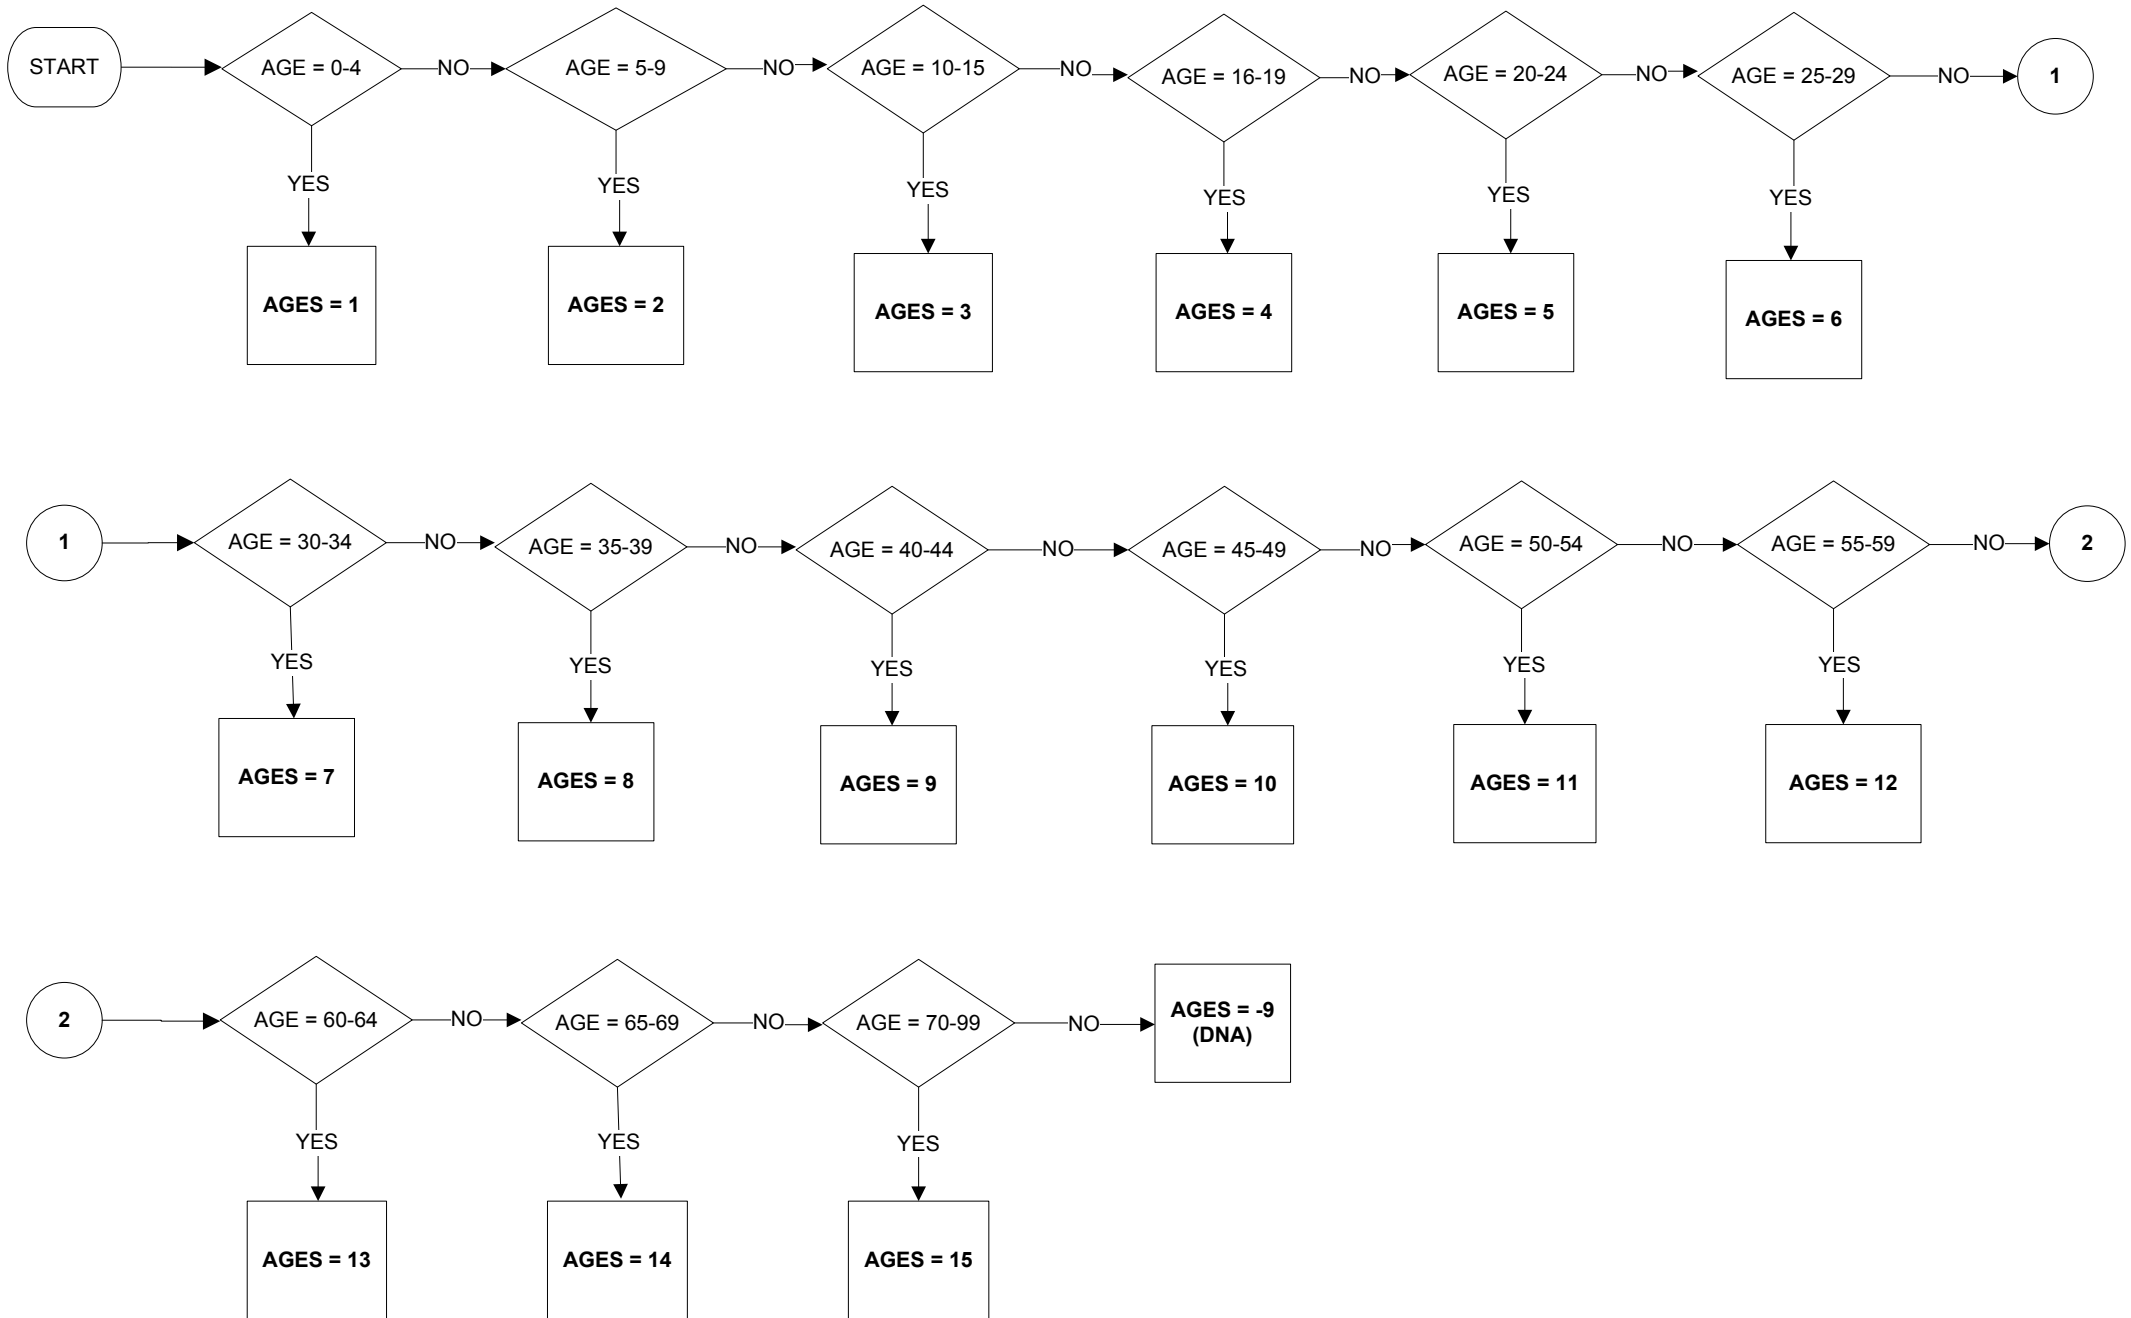 START
AGE = 0-4
NO
AGE = 5-9
NO
AGE = 10-15
NO
AGE = 16-19
NO
AGE = 20-24
NO
AGE = 25-29
NO
1
YES
YES
YES
YES
YES
YES
AGES = 1
AGES = 2
AGES = 3
AGES = 4
AGES = 5
AGES = 6
1
AGE = 30-34
NO
AGE = 35-39
NO
AGE = 40-44
NO
AGE = 45-49
NO
AGE = 50-54
NO
AGE = 55-59
NO
2
YES
YES
YES
YES
YES
YES
AGES = 7
AGES = 8
AGES = 9
AGES = 10
AGES = 11
AGES = 12
2
AGE = 60-64
NO
AGE = 65-69
NO
AGE = 70-99
NO
AGES = -9
(DNA)
YES
YES
YES
AGES = 13
AGES = 14
AGES = 15